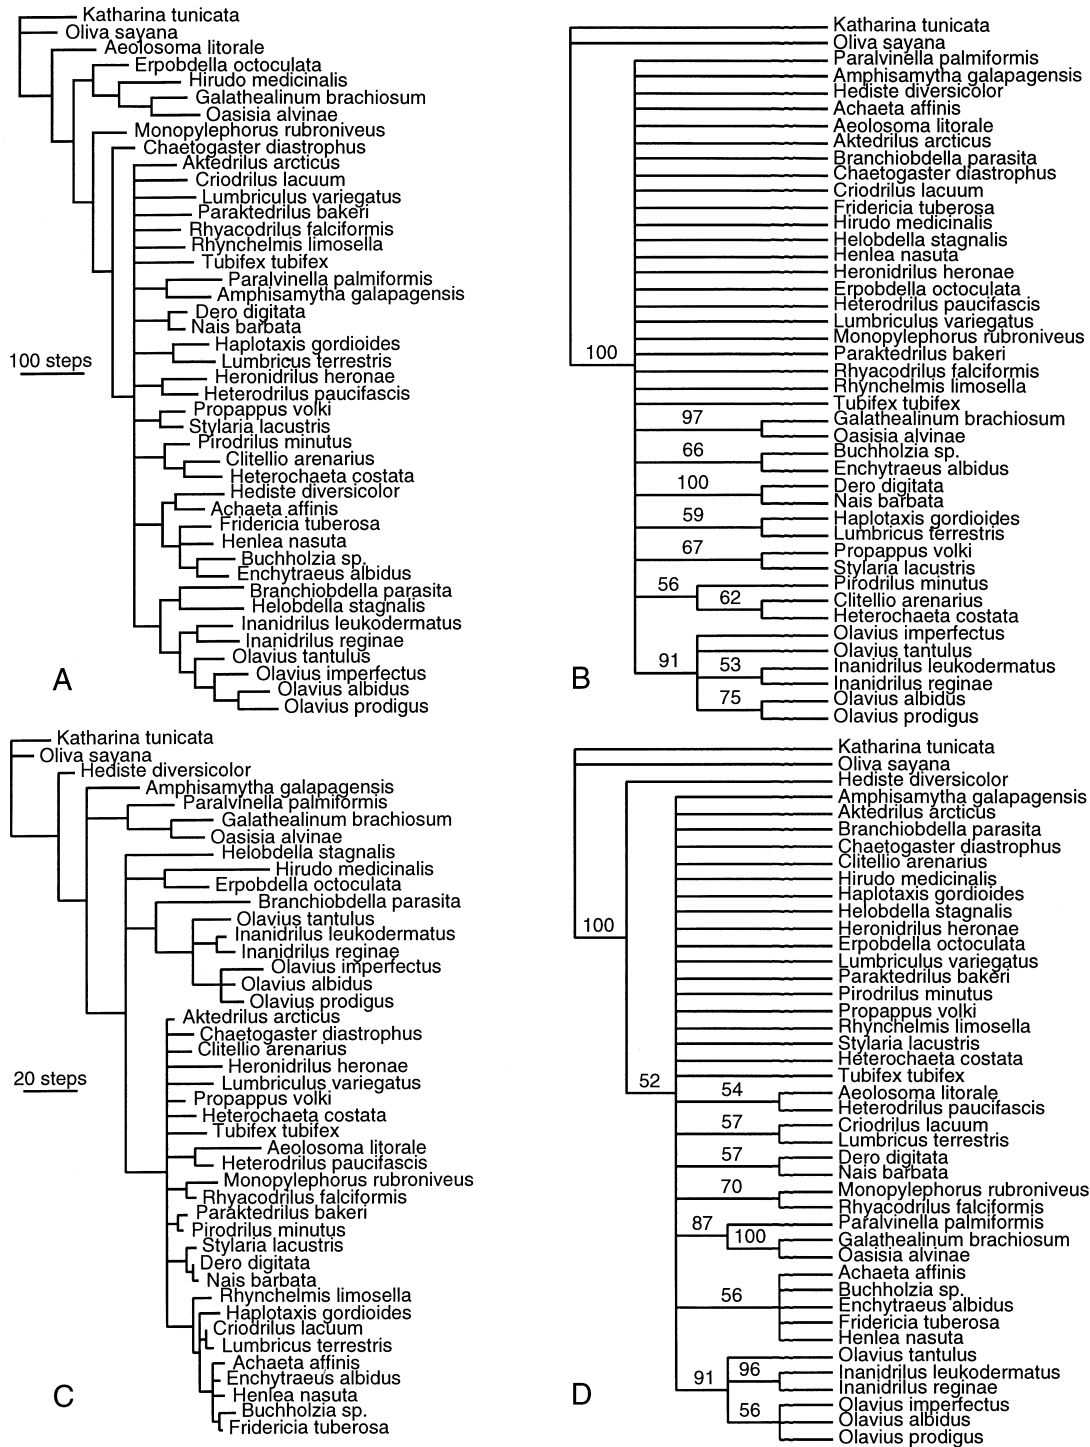 Katharina tunicata
Oliva sayana
Aeolosoma litorale
Erpobdella octoculata
Hirudo medicinalis
Galathealinum brachiosum
Oasisia alvinae
Monopylephorus rubroniveus
Chaetogaster diastrophus
Aktedrilus arcticus
Criodrilus lacuum
Lumbriculus variegatus
Paraktedrilus bakeri
Rhyacodrilus falciformis
Rhynchelmis limosella
Tubifex tubifex
Paralvinella palmiformis
Amphisamytha galapagensis
Dero digitata
Nais barbata
Haplotaxis gordioides
100 steps
Lumbricus terrestris
Heronidrilus heronae
Heterodrilus paucifascis
Propappus volki
Stylaria lacustris
Pirodrilus minutus
Clitellio arenarius
Heterochaeta costata
Hediste diversicolor
Achaeta affinis
Fridericia tuberosa
Henlea nasuta
Buchholzia sp.
Enchytraeus albidus
Branchiobdella parasita
Helobdella stagnalis
Inanidrilus leukodermatus
Inanidrilus reginae
Olavius tantulus
Olavius imperfectus
A
Olavius albidus
Olavius prodigus
Katharina tunicata
Oliva sayana
Paralvinella palmiformis
Amphisamytha galapagensis
Hediste diversicolor
Achaeta affinis
Aeolosoma litorale
Aktedrilus arcticus
Branchiobdella parasita
Chaetogaster diastrophus
Criodrilus lacuum
Fridericia tuberosa
Hirudo medicinalis
Helobdella stagnalis
Henlea nasuta
Heronidrilus heronae
Erpobdella octoculata
Heterodrilus paucifascis
Lumbriculus variegatus
Monopylephorus rubroniveus
100
Paraktedrilus bakeri
Rhyacodrilus falciformis
Rhynchelmis limosella
Tubifex tubifex
97
Galathealinum brachiosum
Oasisia alvinae
66
Buchholzia sp.
Enchytraeus albidus
100
Dero digitata
Nais barbata
59
Haplotaxis gordioides
Lumbricus terrestris
67
Propappus volki
Stylaria lacustris
56
Pirodrilus minutus
62
Clitellio arenarius
Heterochaeta costata
Olavius imperfectus
Olavius tantulus
91
53
Inanidrilus leukodermatus
Inanidrilus reginae
B
75
Olavius albidus
Olavius prodigus
Katharina tunicata
Oliva sayana
Hediste diversicolor
Amphisamytha galapagensis
Paralvinella palmiformis
Galathealinum brachiosum
Oasisia alvinae
Helobdella stagnalis
Hirudo medicinalis
Erpobdella octoculata
Branchiobdella parasita
Olavius tantulus
Inanidrilus leukodermatus
Inanidrilus reginae
Olavius imperfectus
Olavius albidus
Olavius prodigus
Aktedrilus arcticus
Chaetogaster diastrophus
Clitellio arenarius
Heronidrilus heronae
20 steps
Lumbriculus variegatus
Propappus volki
Heterochaeta costata
Tubifex tubifex
Aeolosoma litorale
Heterodrilus paucifascis
Monopylephorus rubroniveus
Rhyacodrilus falciformis
Paraktedrilus bakeri
Pirodrilus minutus
Stylaria lacustris
Dero digitata
Nais barbata
Rhynchelmis limosella
Haplotaxis gordioides
Criodrilus lacuum
Lumbricus terrestris
Achaeta affinis
Enchytraeus albidus
C
Henlea nasuta
Buchholzia sp.
Fridericia tuberosa
Katharina tunicata
Oliva sayana
Hediste diversicolor
Amphisamytha galapagensis
Aktedrilus arcticus
Branchiobdella parasita
Chaetogaster diastrophus
Clitellio arenarius
Hirudo medicinalis
Haplotaxis gordioides
Helobdella stagnalis
100
Heronidrilus heronae
Erpobdella octoculata
Lumbriculus variegatus
Paraktedrilus bakeri
Pirodrilus minutus
Propappus volki
Rhynchelmis limosella
Stylaria lacustris
Heterochaeta costata
52
Tubifex tubifex
54
Aeolosoma litorale
Heterodrilus paucifascis
57
Criodrilus lacuum
Lumbricus terrestris
57
Dero digitata
Nais barbata
70
Monopylephorus rubroniveus
Rhyacodrilus falciformis
87
Paralvinella palmiformis
100
Galathealinum brachiosum
Oasisia alvinae
Achaeta affinis
56
Buchholzia sp.
Enchytraeus albidus
Fridericia tuberosa
Henlea nasuta
Olavius tantulus
91
96
Inanidrilus leukodermatus
Inanidrilus reginae
D
56
Olavius imperfectus
Olavius albidus
Olavius prodigus